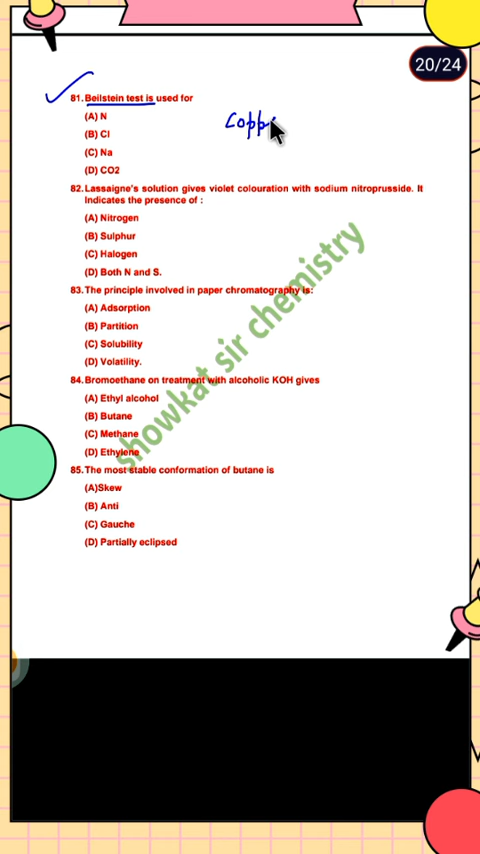 20/24
81. Beilstein test is used for
(A) N
Copp
(B) Cl
(C) Na
(D) CO2
82. Lassaigne's solution gives violet colouration with sodium nitroprusside. It
Indicates the presence of :
(A) Nitrogen
(B) Sulphur
(C) Halogen
(D) Both N and S.
83. The principle involved in paper chromatography is:
(A) Adsorption
(B) Partition
(C) Solubility
(D) Volatility.
84. Bromoethane on treatment with alcoholic KOH gives
(A) Ethyl alcohol
(B) Butane
(C) Methane
(D) Ethylene
85. The most stable conformation of butane is
(A)Skew
(B) Anti
(C) Gauche
(D) Partially eclipsed
showkat sir chemistry